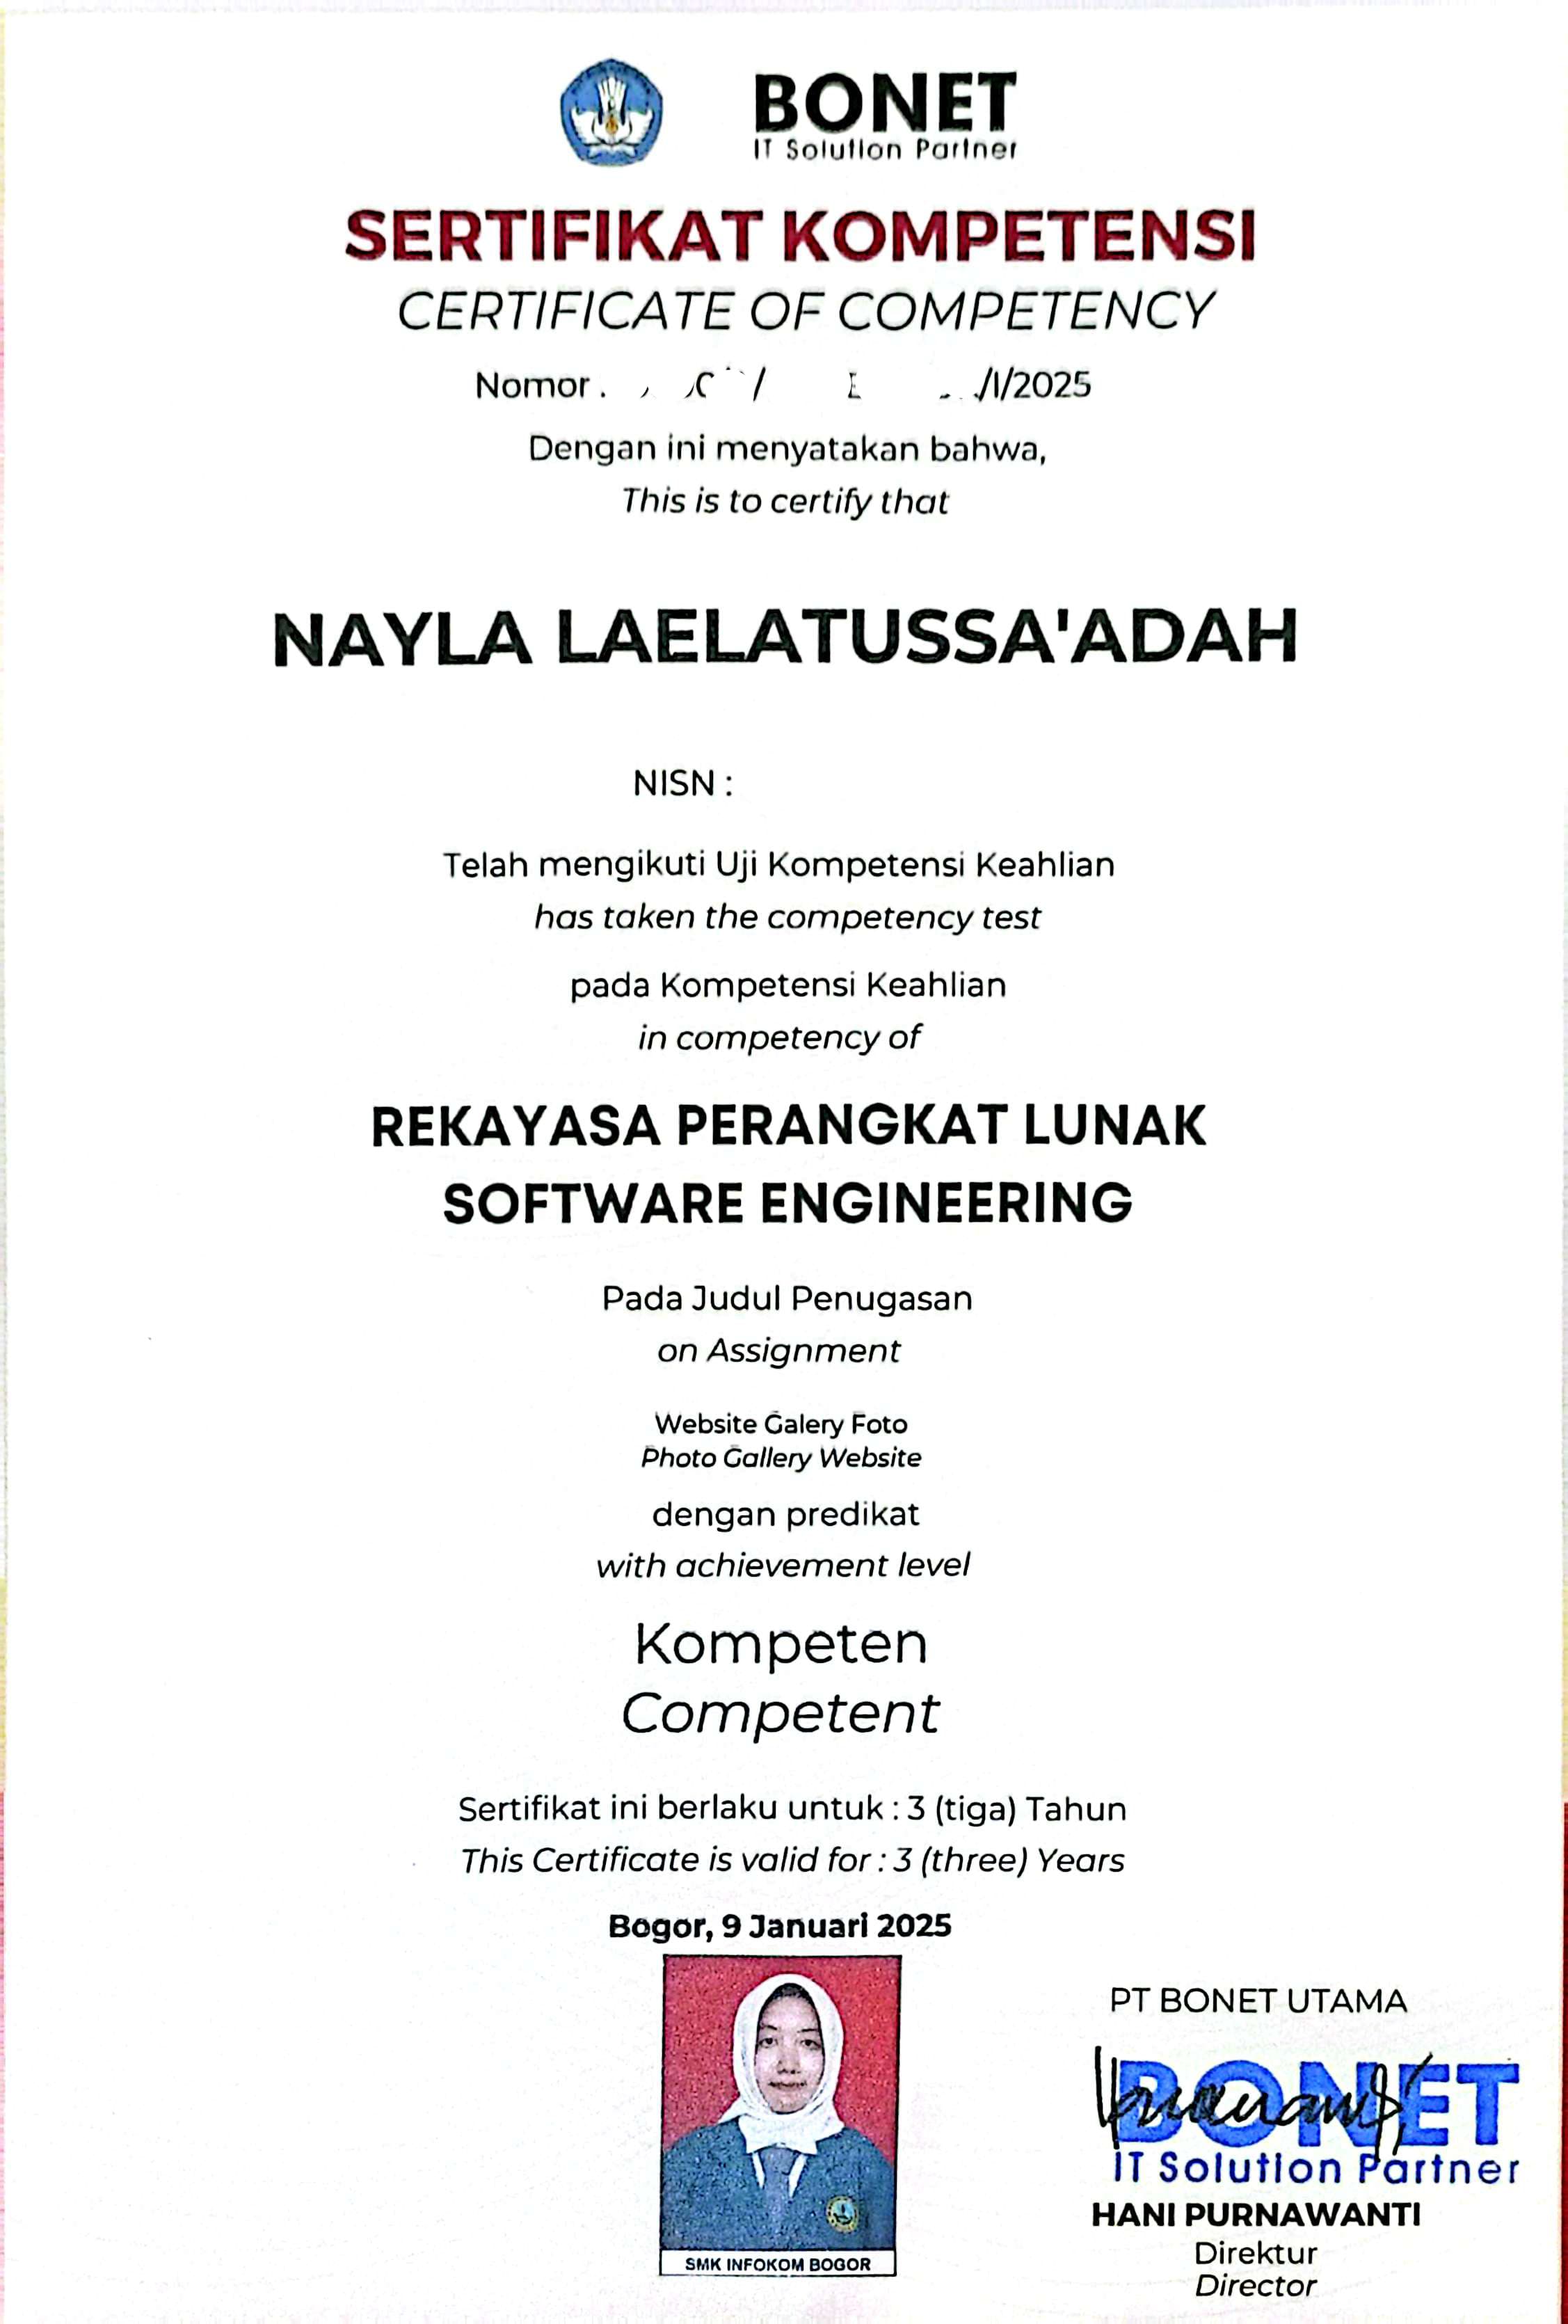 BONET
IT Solution Partner
SERTIFIKAT KOMPETENSI
CERTIFICATE OF COMPETENCY
Nomor /I/2025
Dengan ini menyatakan bahwa,
This is to certify that
NAYLA LAELATUSSA'ADAH
NISN :
Telah mengikuti Uji Kompetensi Keahlian
has taken the competency test
pada Kompetensi Keahlian
in competency of
REKAYASA PERANGKAT LUNAK
SOFTWARE ENGINEERING
Pada Judul Penugasan
on Assignment
Website Galery Foto
Photo Gallery Website
dengan predikat
with achievement level
Kompeten
Competent
Sertifikat ini berlaku untuk : 3 (tiga) Tahun
This Certificate is valid for : 3 (three) Years
Bogor, 9 Januari 2025
SMK INFOKOM BOGOR
PT BONET UTAMA
BONET
IT Solution Partner
HANI PURNAWANTI
Direktur
Director